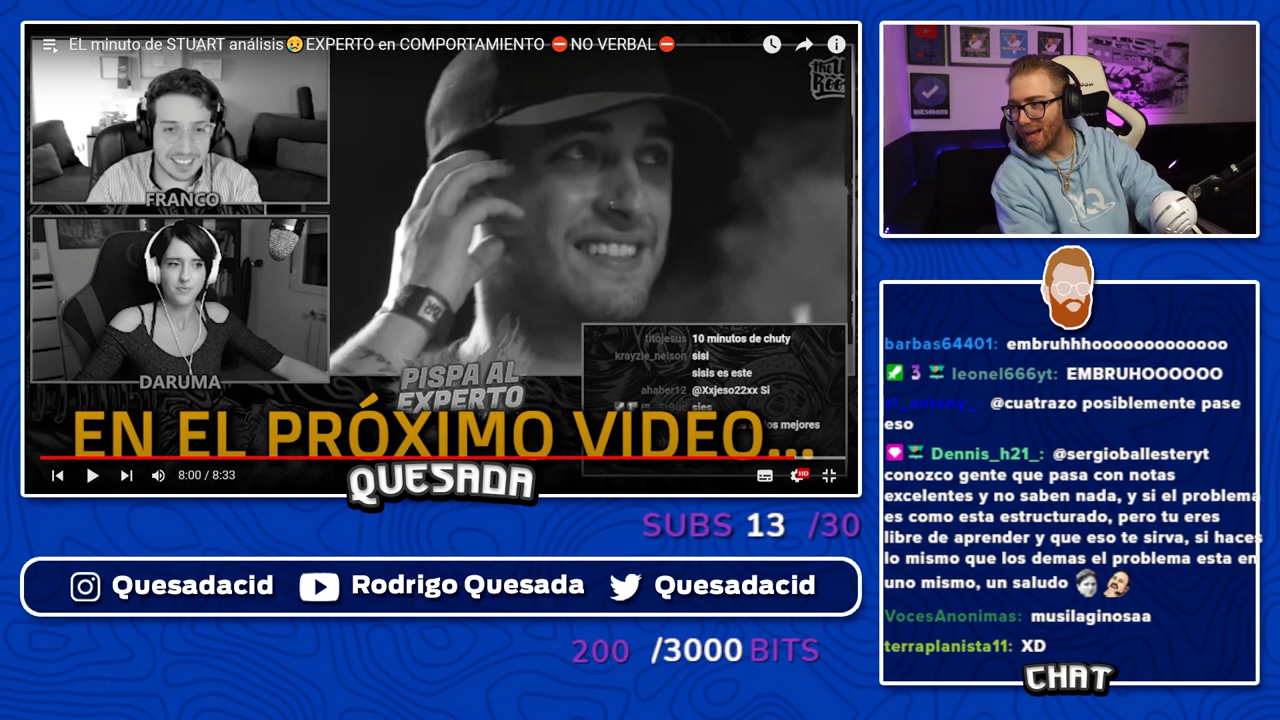 EL minuto de STUART análisis😥EXPERTO en COMPORTAMIENTO ⛔NO VERBAL⛔
FRANCO
DARUMA
PISPA AL
EXPERTO
titojesus 10 minutos de chuty
krayzie_nelson sisi
sisis es este
ahaber12 @Xxjeso22xx Si
sies
los mejores
EN EL PRÓXIMO VIDEO...
8:00 / 8:33
HD
QUESADA
SUBS 13 /30
Quesadacid Rodrigo Quesada Quesadacid
200 /3000 BITS
barbas64401: embruhhhooooooooooooo
3 leonel666yt: EMBRUHOOOOOO
@cuatrazo posiblemente pase
eso
Dennis_h21_: @sergioballesteryt
conozco gente que pasa con notas
excelentes y no saben nada, y si el problema
es como esta estructurado, pero tu eres
libre de aprender y que eso te sirva, si haces
lo mismo que los demas el problema esta en
uno mismo, un saludo
VocesAnonimas: musilaginosaa
terraplanista11: XD
CHAT